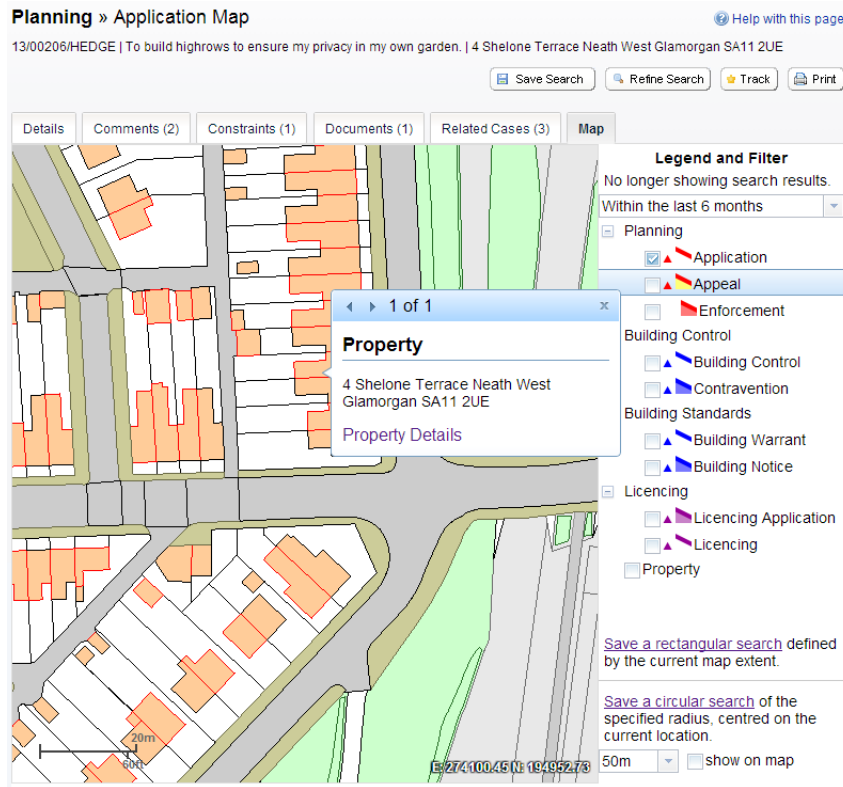 Planning » Application Map
Help with this page
13/00206/HEDGE | To build highrows to ensure my privacy in my own garden. | 4 Shelone Terrace Neath West Glamorgan SA11 2UE
Save Search
Refine Search
Track
Print
Details
Comments (2)
Constraints (1)
Documents (1)
Related Cases (3)
Map
Legend and Filter
No longer showing search results.
Within the last 6 months
Planning
Application
Appeal
Enforcement
Building Control
Building Control
Contravention
Building Standards
Building Warrant
Building Notice
Licencing
Licencing Application
Licencing
Property
1 of 1
x
Property
4 Shelone Terrace Neath West
Glamorgan SA11 2UE
Property Details
Save a rectangular search defined
by the current map extent.
Save a circular search of the
specified radius, centred on the
current location.
50m
show on map
20m
60ft
E: 274100.45 N: 194952.73